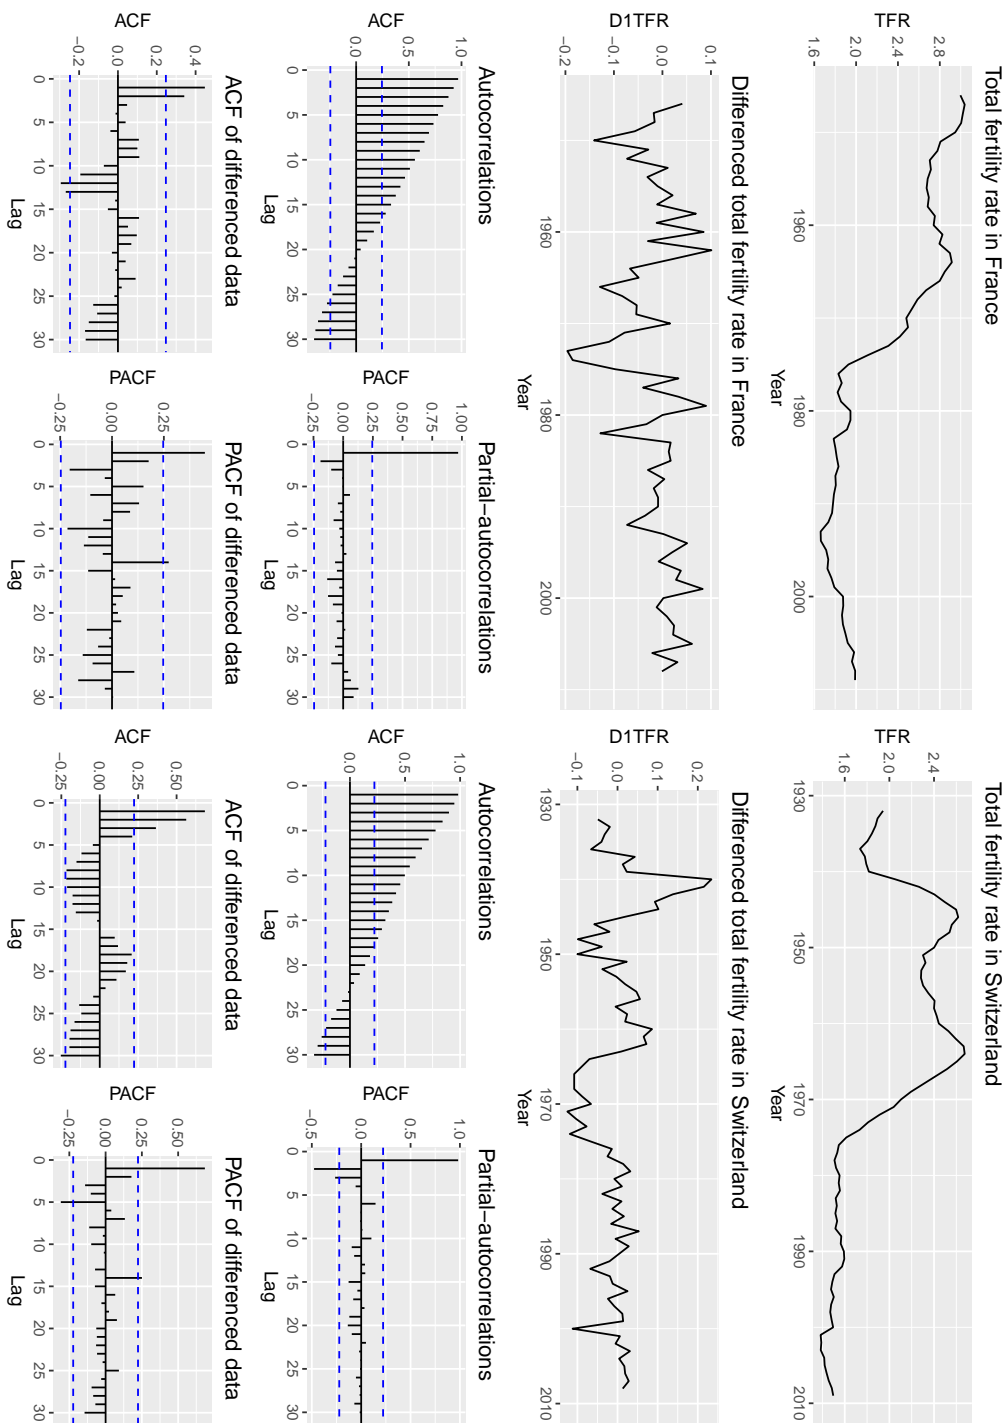 Total fertility rate in France
TFR
2.8
2.4
2.0
1.6
1960 1980 2000
Year
Total fertility rate in Switzerland
TFR
2.4
2.0
1.6
1930 1950 1970 1990 2010
Year
Differenced total fertility rate in France
D1TFR
0.1
0.0
−0.1
−0.2
1960 1980 2000
Year
Differenced total fertility rate in Switzerland
D1TFR
0.2
0.1
0.0
−0.1
1930 1950 1970 1990 2010
Year
Autocorrelations
ACF
1.0
0.5
0.0
0 5 10 15 20 25 30
Lag
Partial−autocorrelations
PACF
1.00
0.75
0.50
0.25
0.00
−0.25
0 5 10 15 20 25 30
Lag
Autocorrelations
ACF
1.0
0.5
0.0
0 5 10 15 20 25 30
Lag
Partial−autocorrelations
PACF
1.0
0.5
0.0
−0.5
0 5 10 15 20 25 30
Lag
ACF of differenced data
ACF
0.4
0.2
0.0
−0.2
0 5 10 15 20 25 30
Lag
PACF of differenced data
PACF
0.25
0.00
−0.25
0 5 10 15 20 25 30
Lag
ACF of differenced data
ACF
0.50
0.25
0.00
−0.25
0 5 10 15 20 25 30
Lag
PACF of differenced data
PACF
0.50
0.25
0.00
−0.25
0 5 10 15 20 25 30
Lag